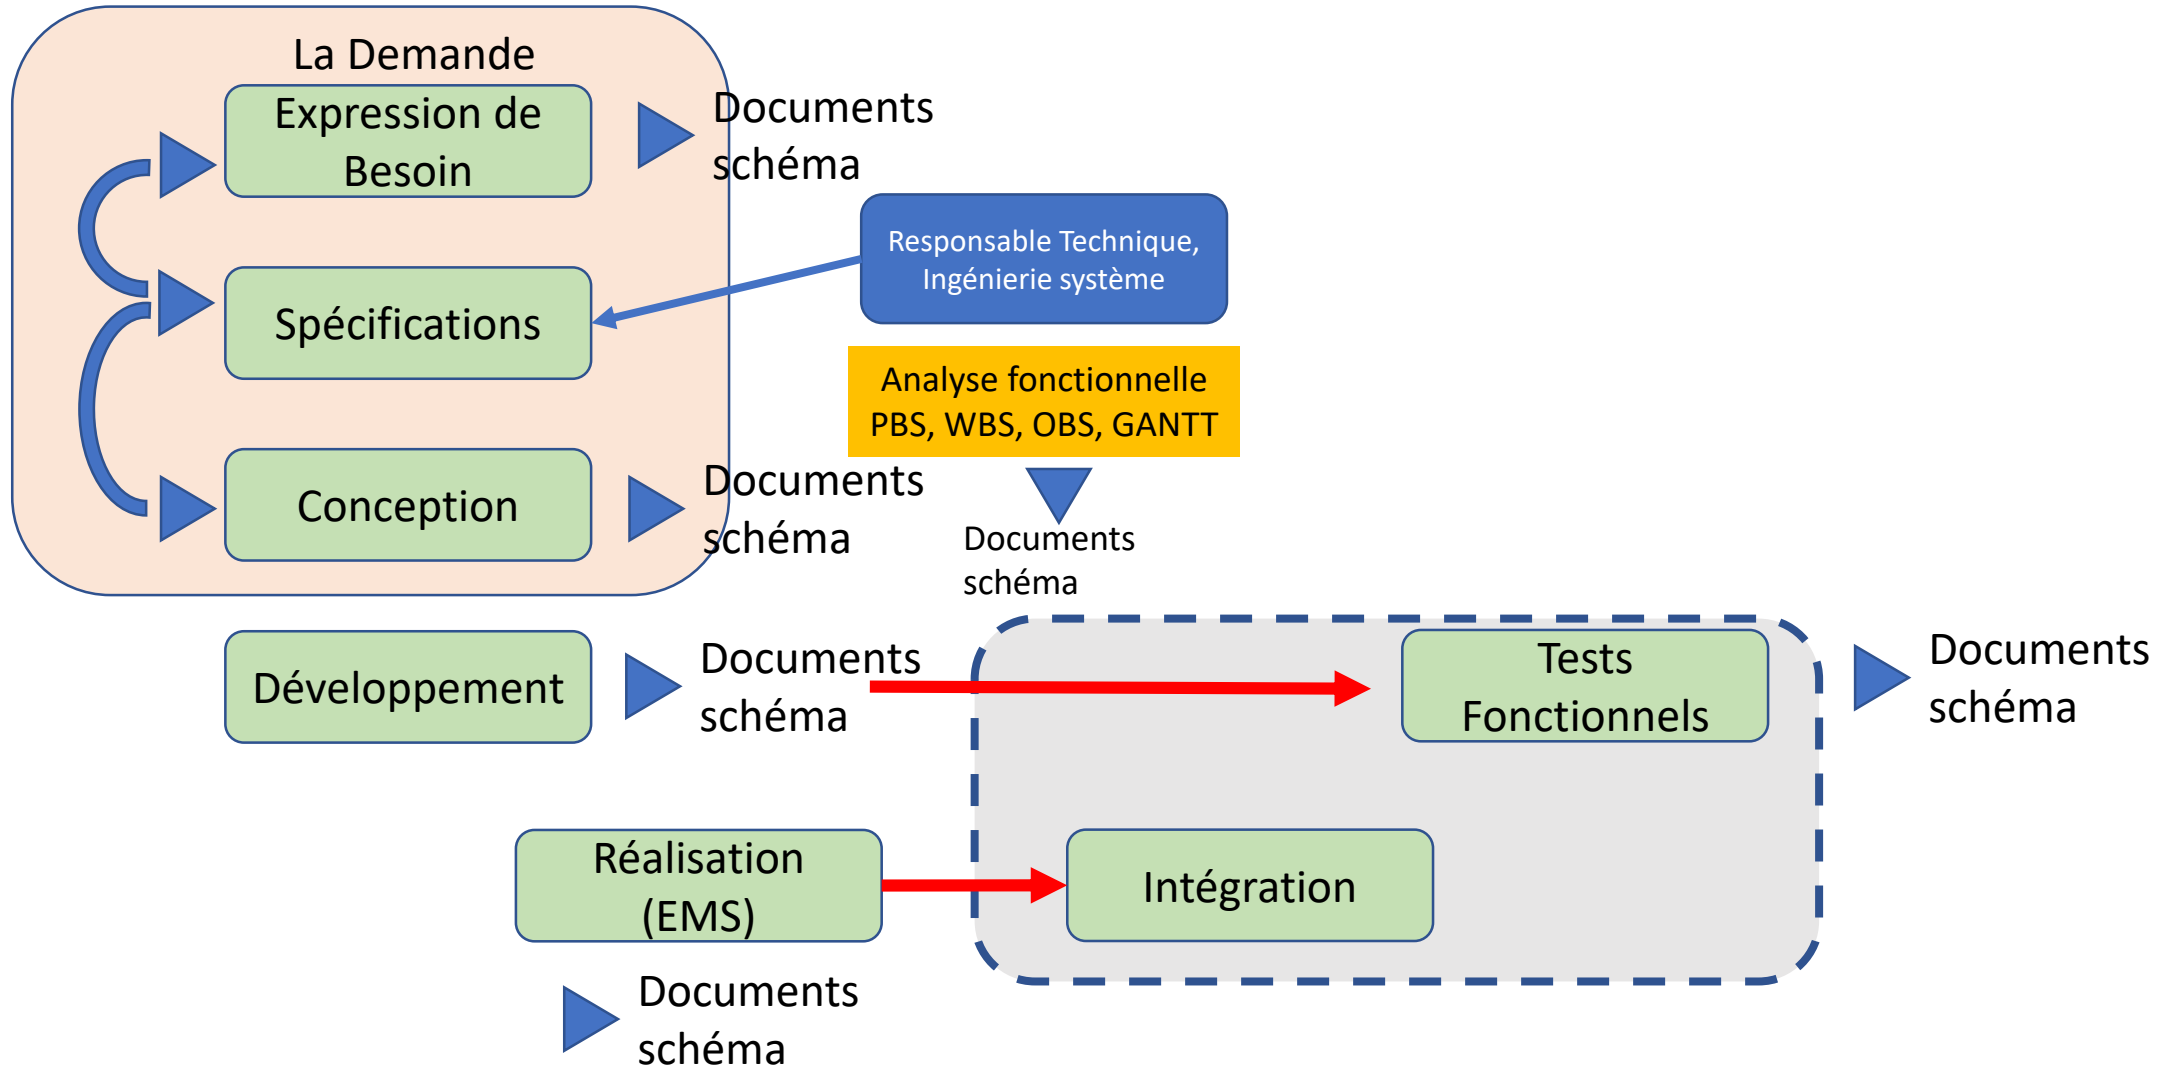 La Demande
Expression de
Besoin
Documents
schéma
Responsable Technique,
Ingénierie système
Spécifications
Analyse fonctionnelle
PBS, WBS, OBS, GANTT
Conception
Documents
schéma
Documents
schéma
Développement
Documents
schéma
Tests
Fonctionnels
Documents
schéma
Réalisation
(EMS)
Intégration
Documents
schéma